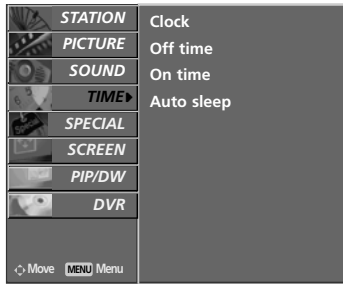 STATION
PICTURE
SOUND
TIME
SPECIAL
SCREEN
PIP/DW
DVR
Move MENU Menu
Clock
Off time
On time
Auto sleep